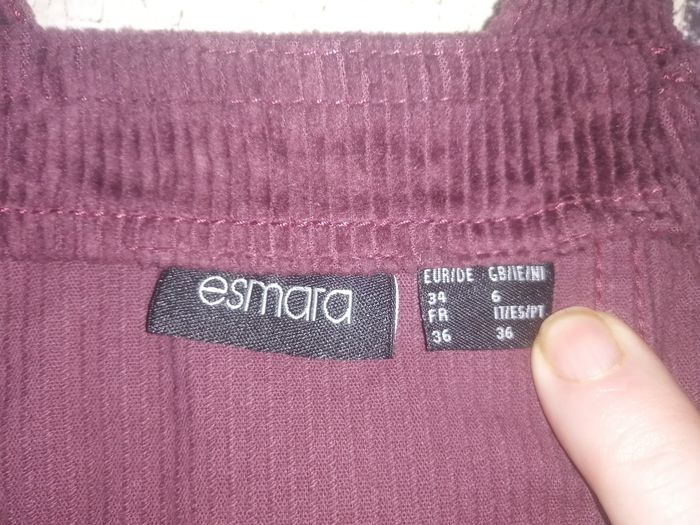 esmara
EUR/DE GB/IE/NI
34 6
FR IT/ES/PT
36 36